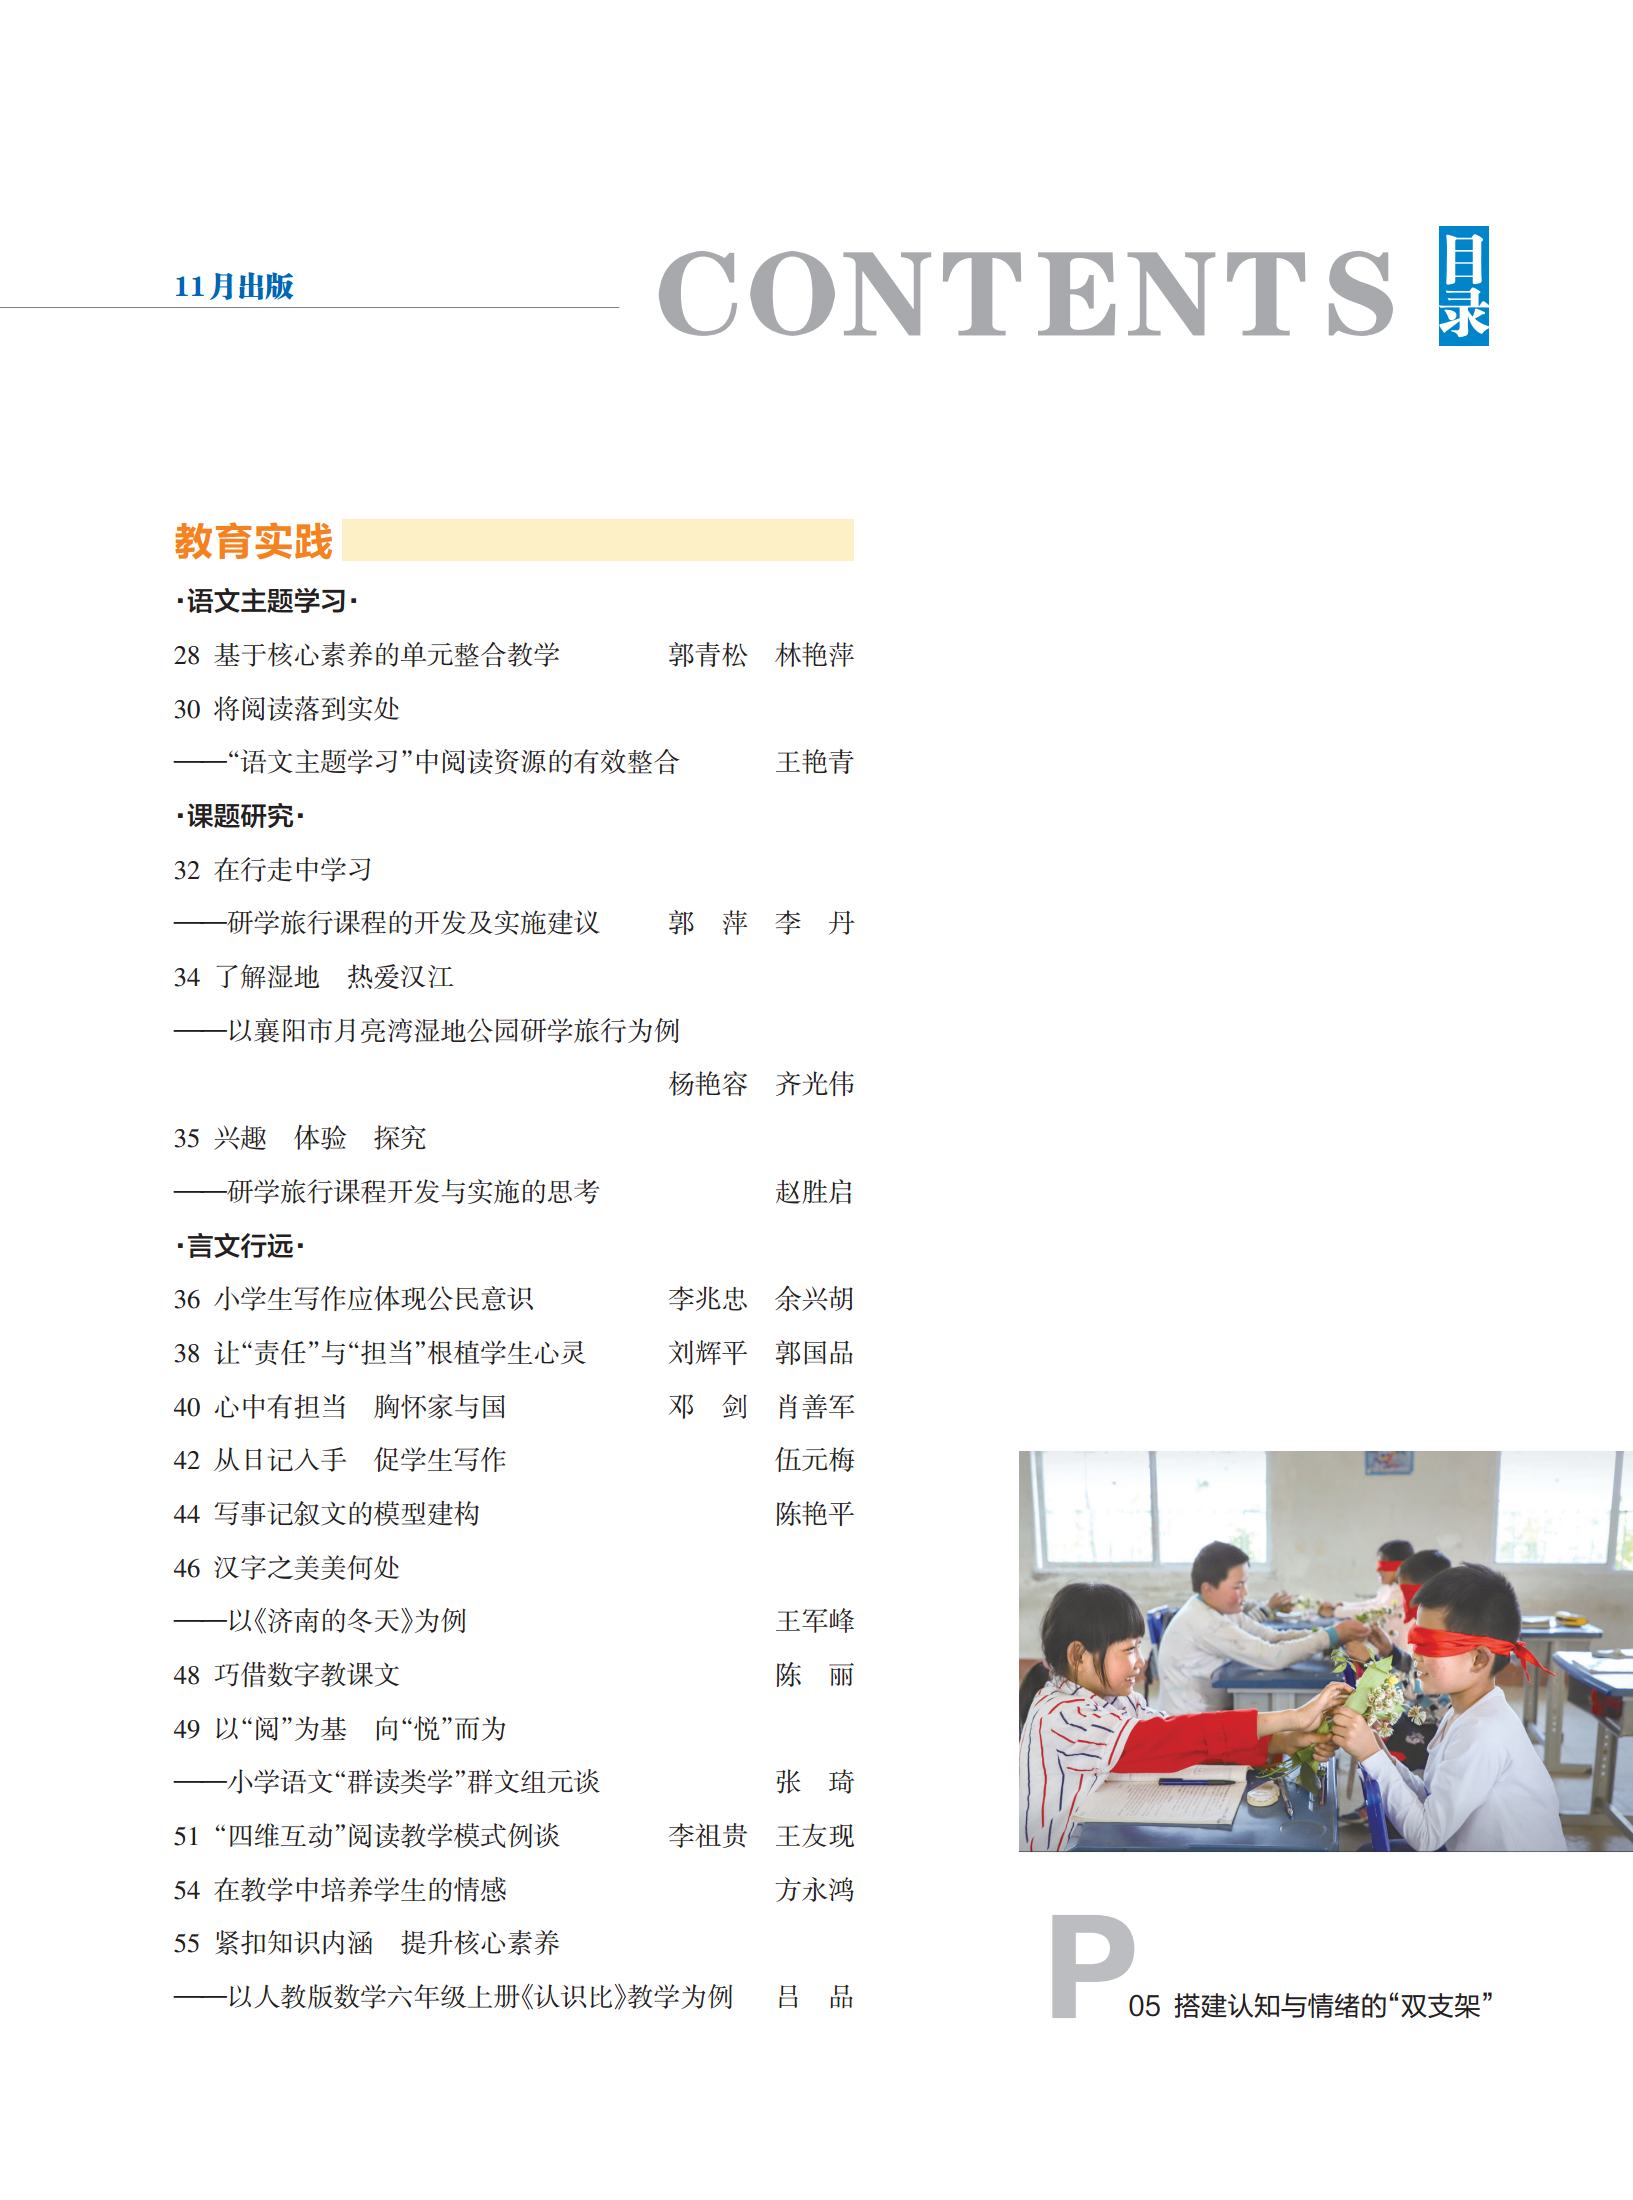 11月出版
CONTENTS
目录
教育实践
·语文主题学习·
28 基于核心素养的单元整合教学 郭青松 林艳萍
30 将阅读落到实处
——“语文主题学习”中阅读资源的有效整合 王艳青
·课题研究·
32 在行走中学习
——研学旅行课程的开发及实施建议 郭 萍 李 丹
34 了解湿地 热爱汉江
——以襄阳市月亮湾湿地公园研学旅行为例
杨艳容 齐光伟
35 兴趣 体验 探究
——研学旅行课程开发与实施的思考 赵胜启
·言文行远·
36 小学生写作应体现公民意识 李兆忠 余兴胡
38 让“责任”与“担当”根植学生心灵 刘辉平 郭国品
40 心中有担当 胸怀家与国 邓 剑 肖善军
42 从日记入手 促学生写作 伍元梅
44 写事记叙文的模型建构 陈艳平
46 汉字之美美何处
——以《济南的冬天》为例 王军峰
48 巧借数字教课文 陈 丽
49 以“阅”为基 向“悦”而为
——小学语文“群读类学”群文组元谈 张 琦
51 “四维互动”阅读教学模式例谈 李祖贵 王友现
54 在教学中培养学生的情感 方永鸿
55 紧扣知识内涵 提升核心素养
——以人教版数学六年级上册《认识比》教学为例 吕 品
P05 搭建认知与情绪的“双支架”